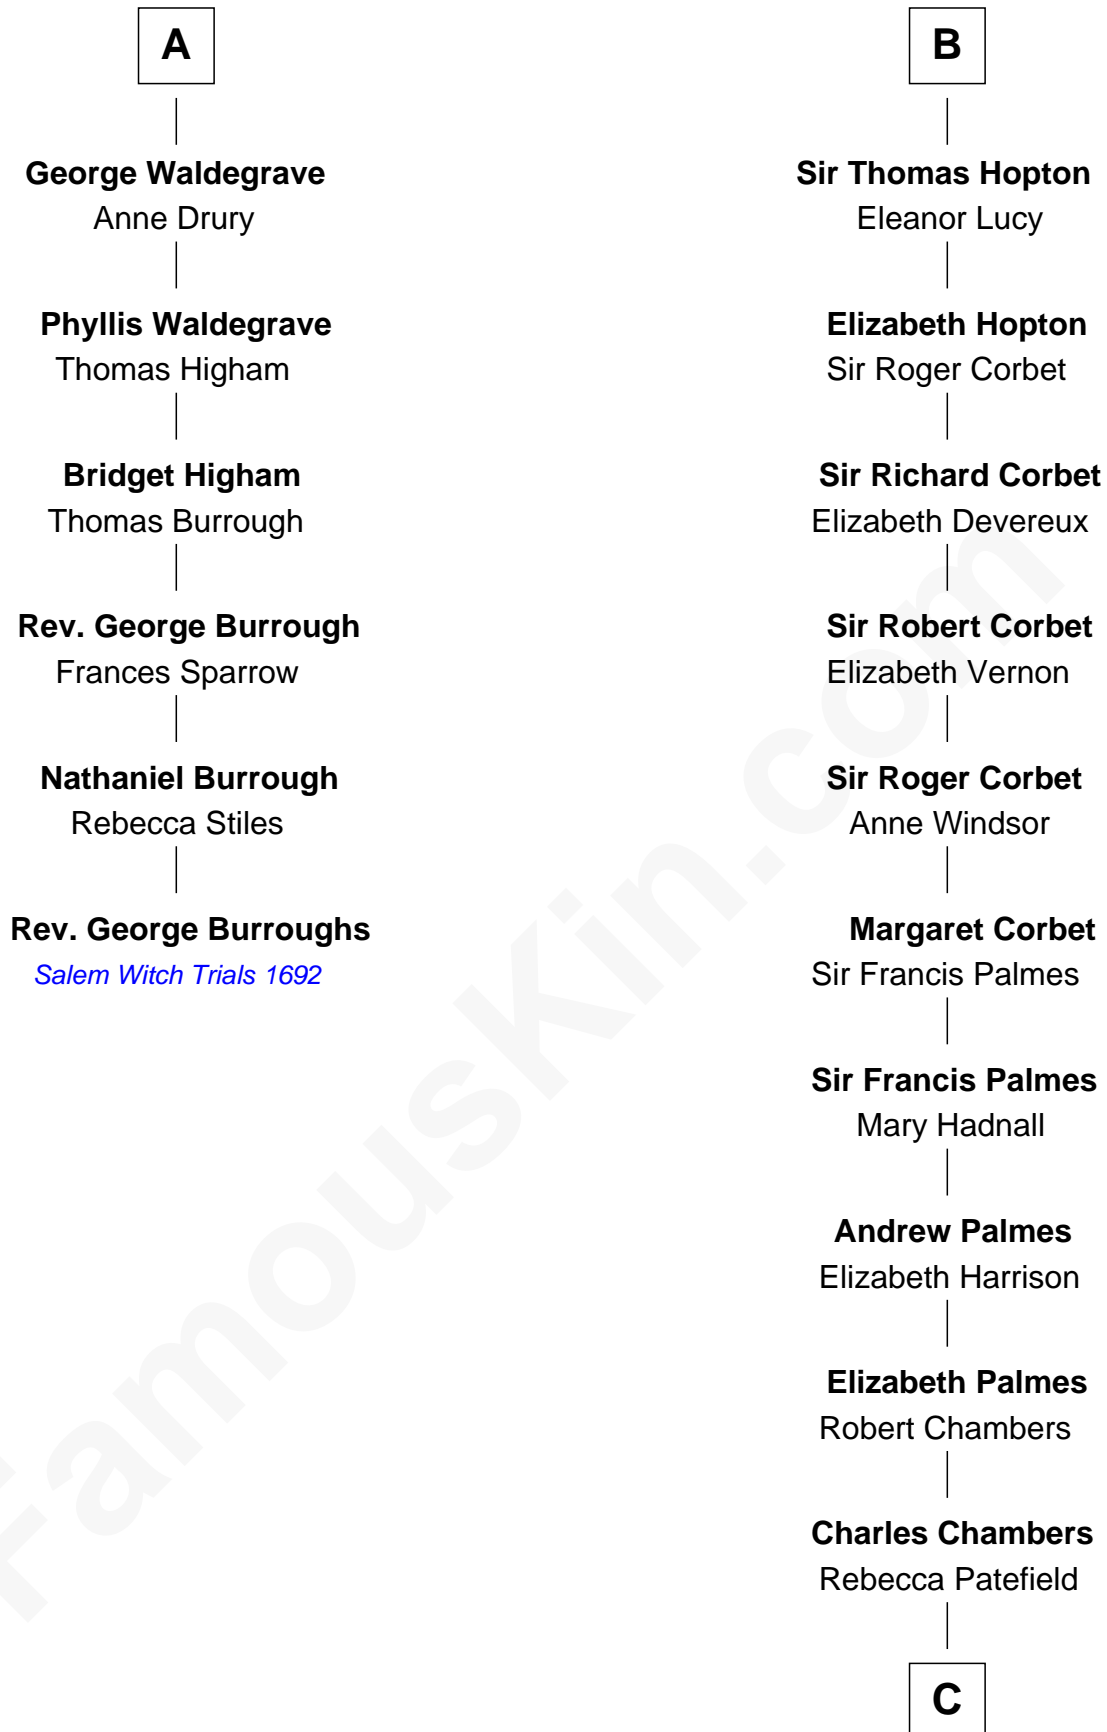 A
George Waldegrave
Anne Drury
Phyllis Waldegrave
Thomas Higham
Bridget Higham
Thomas Burrough
Rev. George Burrough
Frances Sparrow
Nathaniel Burrough
Rebecca Stiles
Rev. George Burroughs
Salem Witch Trials 1692
B
Sir Thomas Hopton
Eleanor Lucy
Elizabeth Hopton
Sir Roger Corbet
Sir Richard Corbet
Elizabeth Devereux
Sir Robert Corbet
Elizabeth Vernon
Sir Roger Corbet
Anne Windsor
Margaret Corbet
Sir Francis Palmes
Sir Francis Palmes
Mary Hadnall
Andrew Palmes
Elizabeth Harrison
Elizabeth Palmes
Robert Chambers
Charles Chambers
Rebecca Patefield
C
FamousKin.com